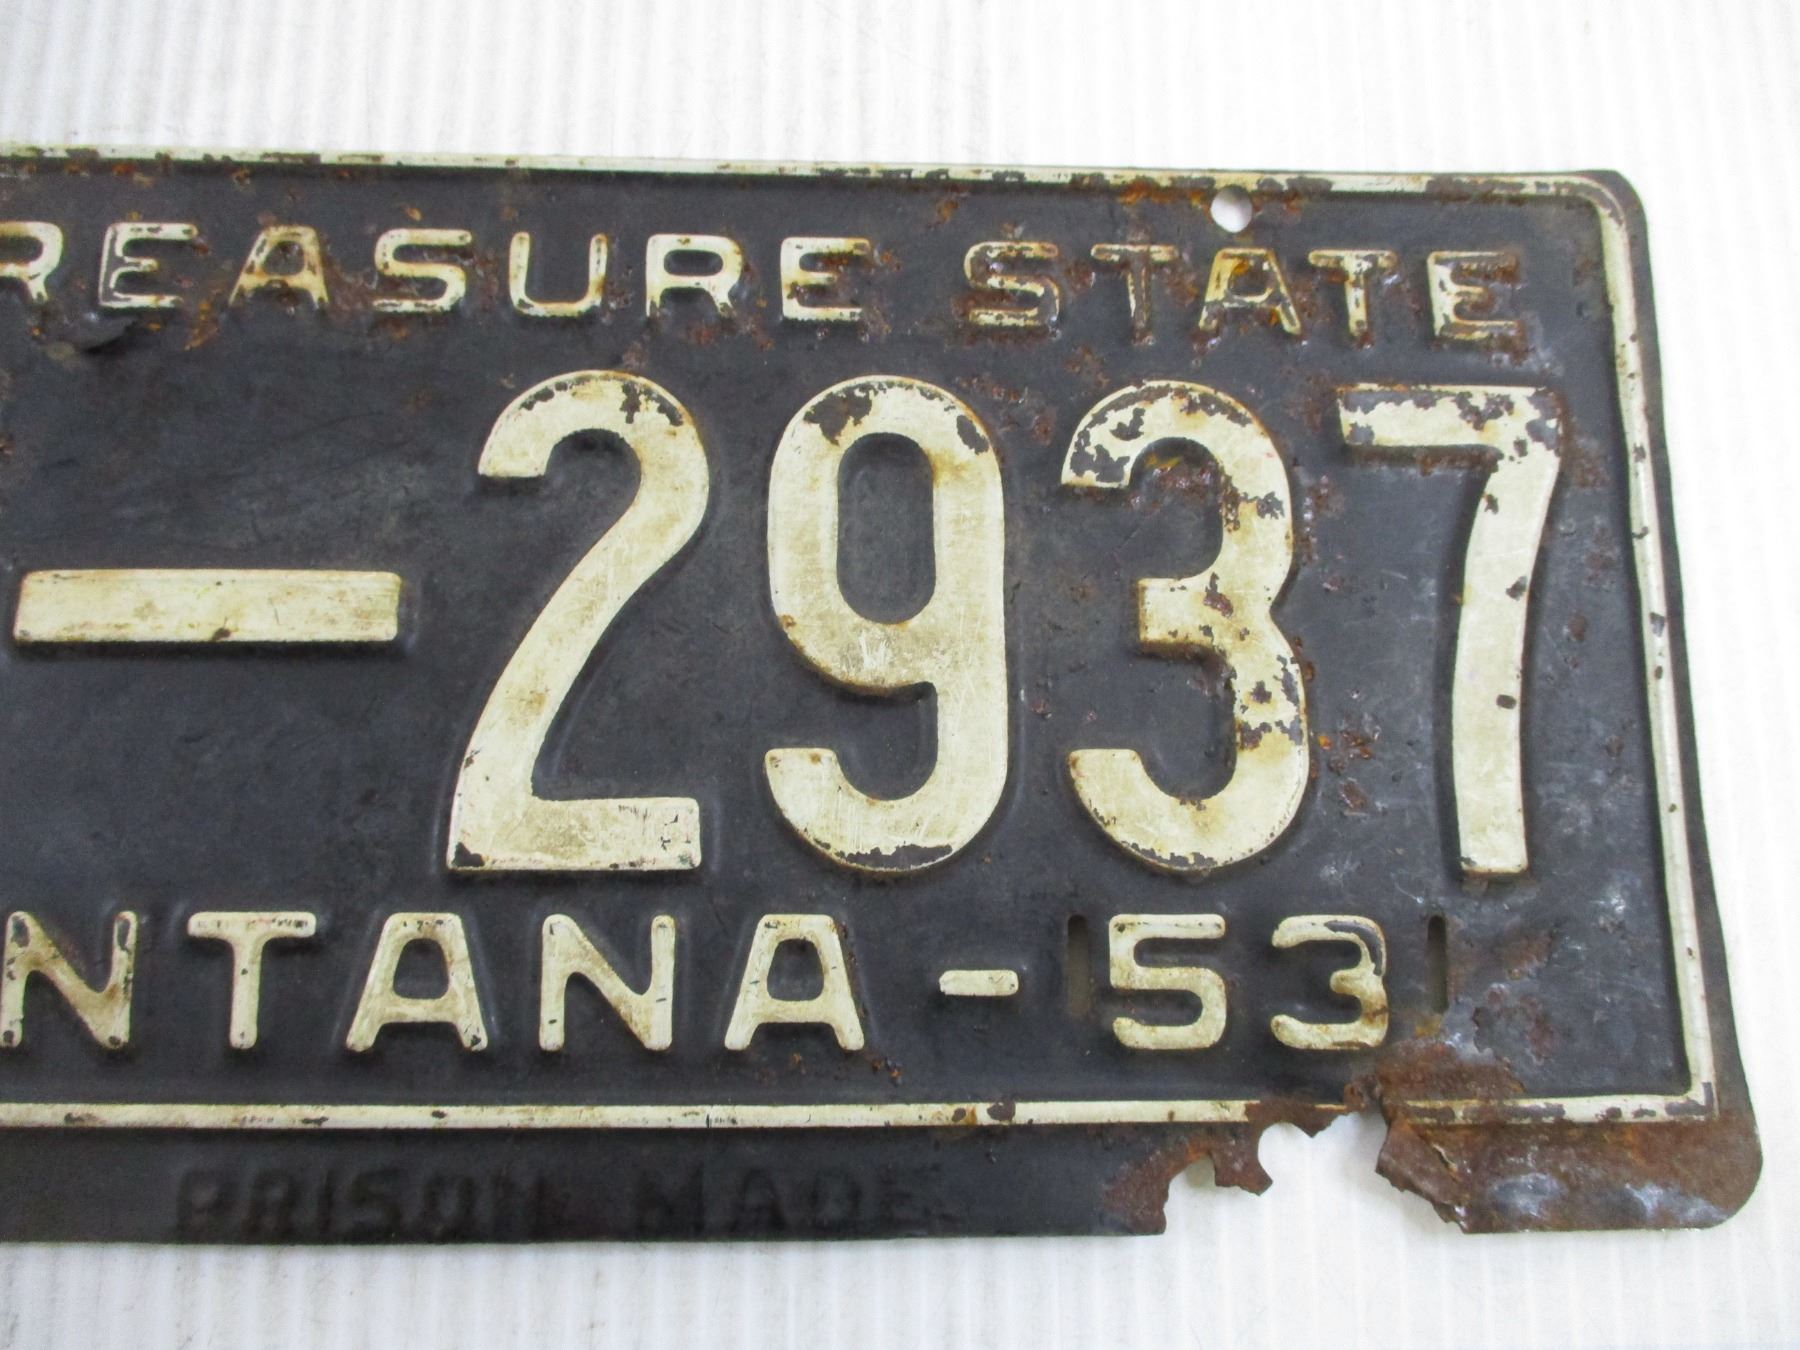 REASURE STATE
-2937
NTANA-53
PRISON MADE